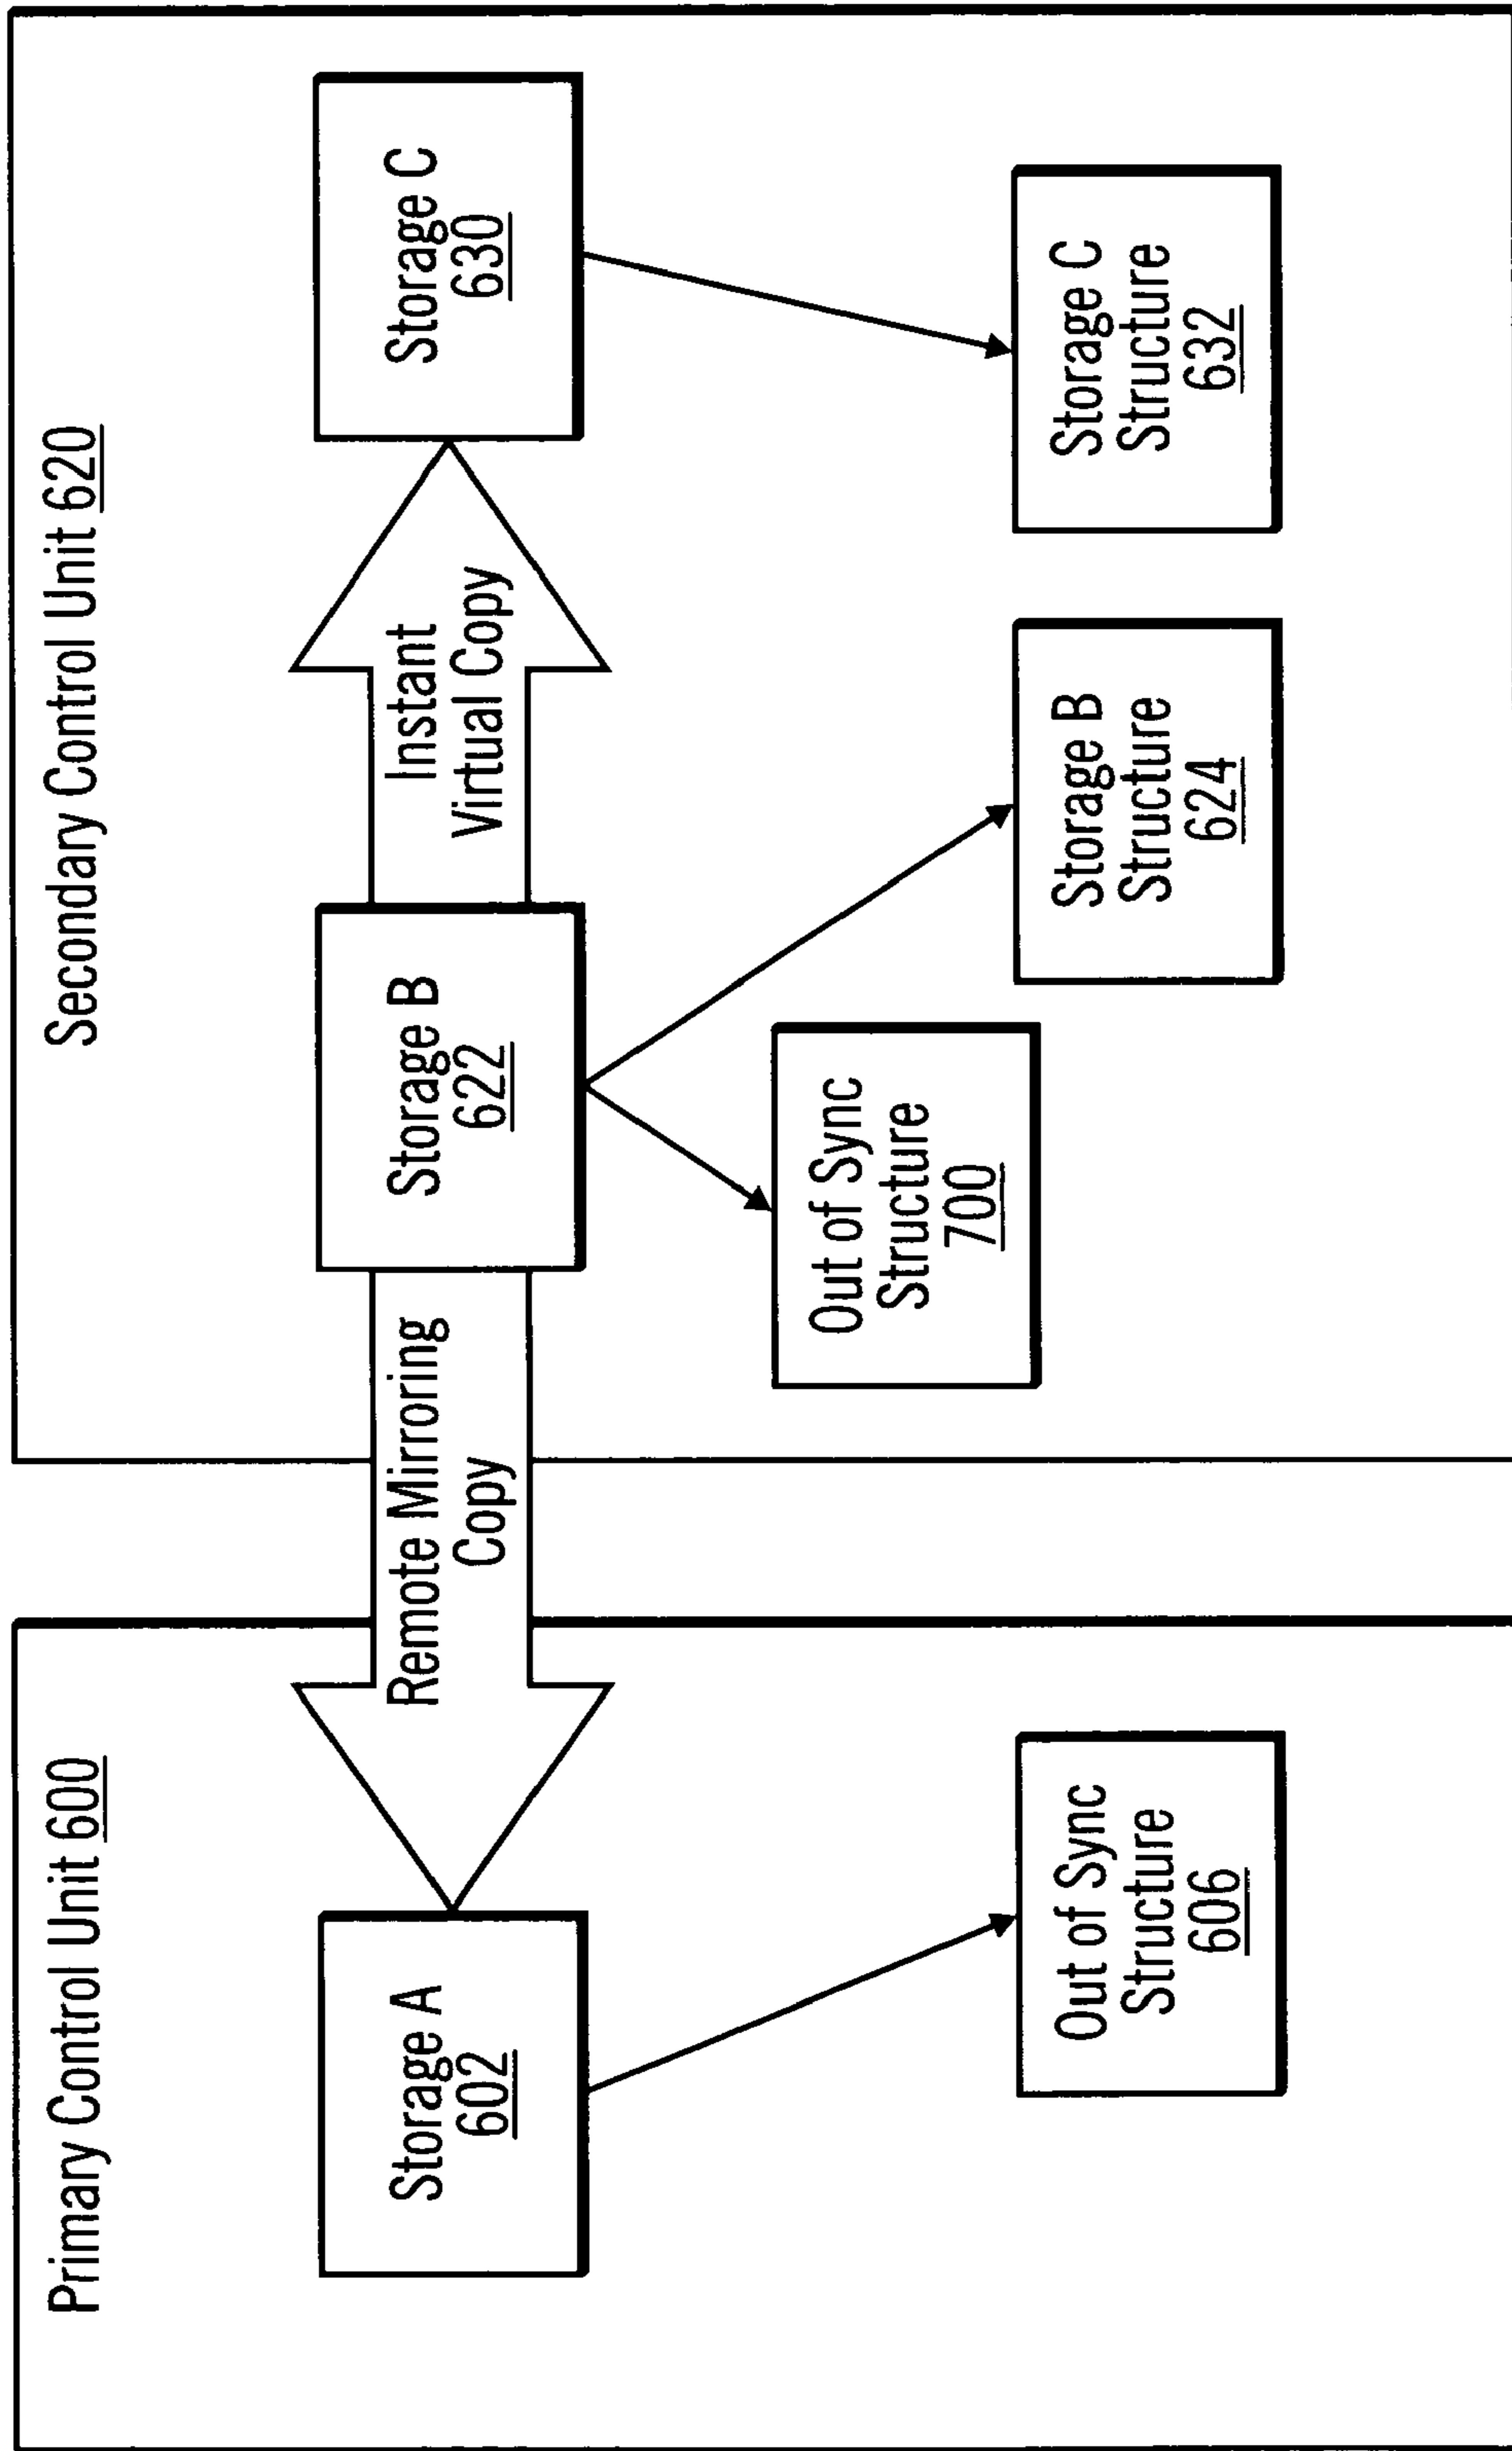 Primary Control Unit 600
Storage A
602
Out of Sync
Structure
606
Remote Mirroring
Copy
Secondary Control Unit 620
Storage B
622
Instant
Virtual Copy
Storage C
630
Out of Sync
Structure
700
Storage B
Structure
624
Storage C
Structure
632